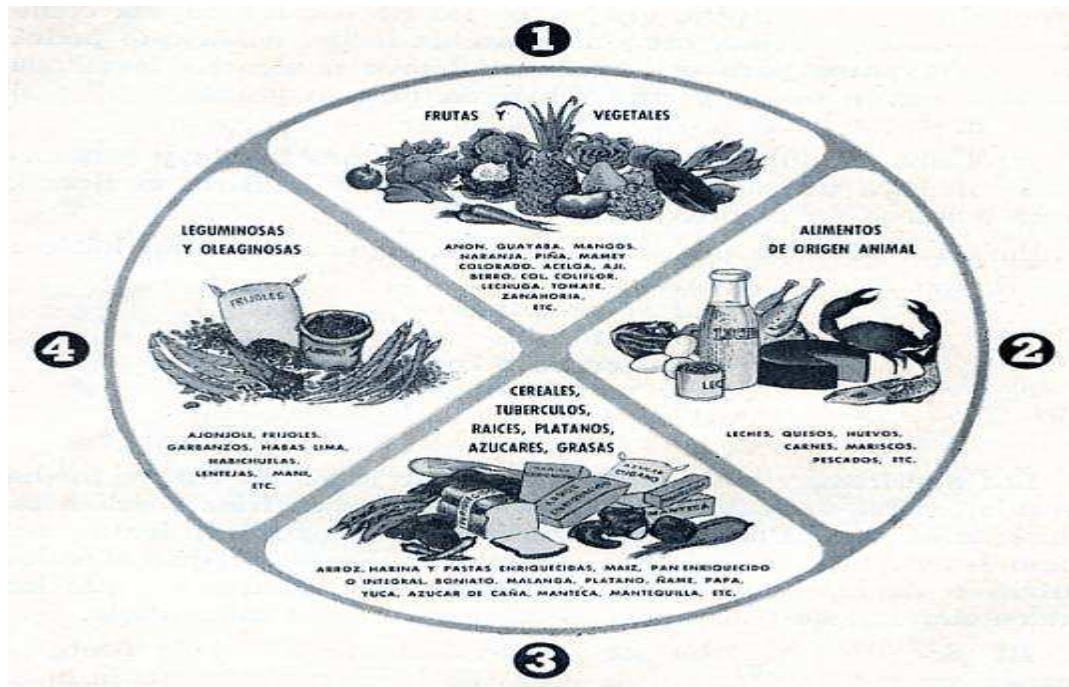 1
FRUTAS Y VEGETALES
ANON, GUAYABA, MANGOS,
NARANJA, PIÑA, MAMEY
COLORADO, ACELGA, AJI,
BERRO, COL, COLIFLOR,
LECHUGA, TOMATE,
ZANAHORIA,
ETC.
ALIMENTOS
DE ORIGEN ANIMAL
LEC
2
LECHES, QUESOS, HUEVOS,
CARNES, MARISCOS,
PESCADOS, ETC.
CEREALES,
TUBERCULOS,
RAICES, PLATANOS,
AZUCARES, GRASAS
AZUCAR
MANTECA
ARROZ, HARINA Y PASTAS ENRIQUECIDAS, MAIZ, PAN ENRIQUECIDO
O INTEGRAL, BONIATO, MALANGA, PLATANO, ÑAME, PAPA,
YUCA, AZUCAR DE CAÑA, MANTECA, MANTEQUILLA, ETC.
3
LEGUMINOSAS
Y OLEAGINOSAS
FRIJOLES
4
AJONJOLI, FRIJOLES,
GARBANZOS, HABAS LIMA,
HABICHUELAS,
LENTEJAS, MANI,
ETC.